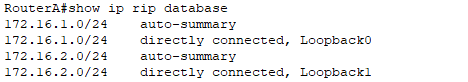 RouterA#show ip rip database
172.16.1.0/24    auto-summary
172.16.1.0/24    directly connected, Loopback0
172.16.2.0/24    auto-summary
172.16.2.0/24    directly connected, Loopback1